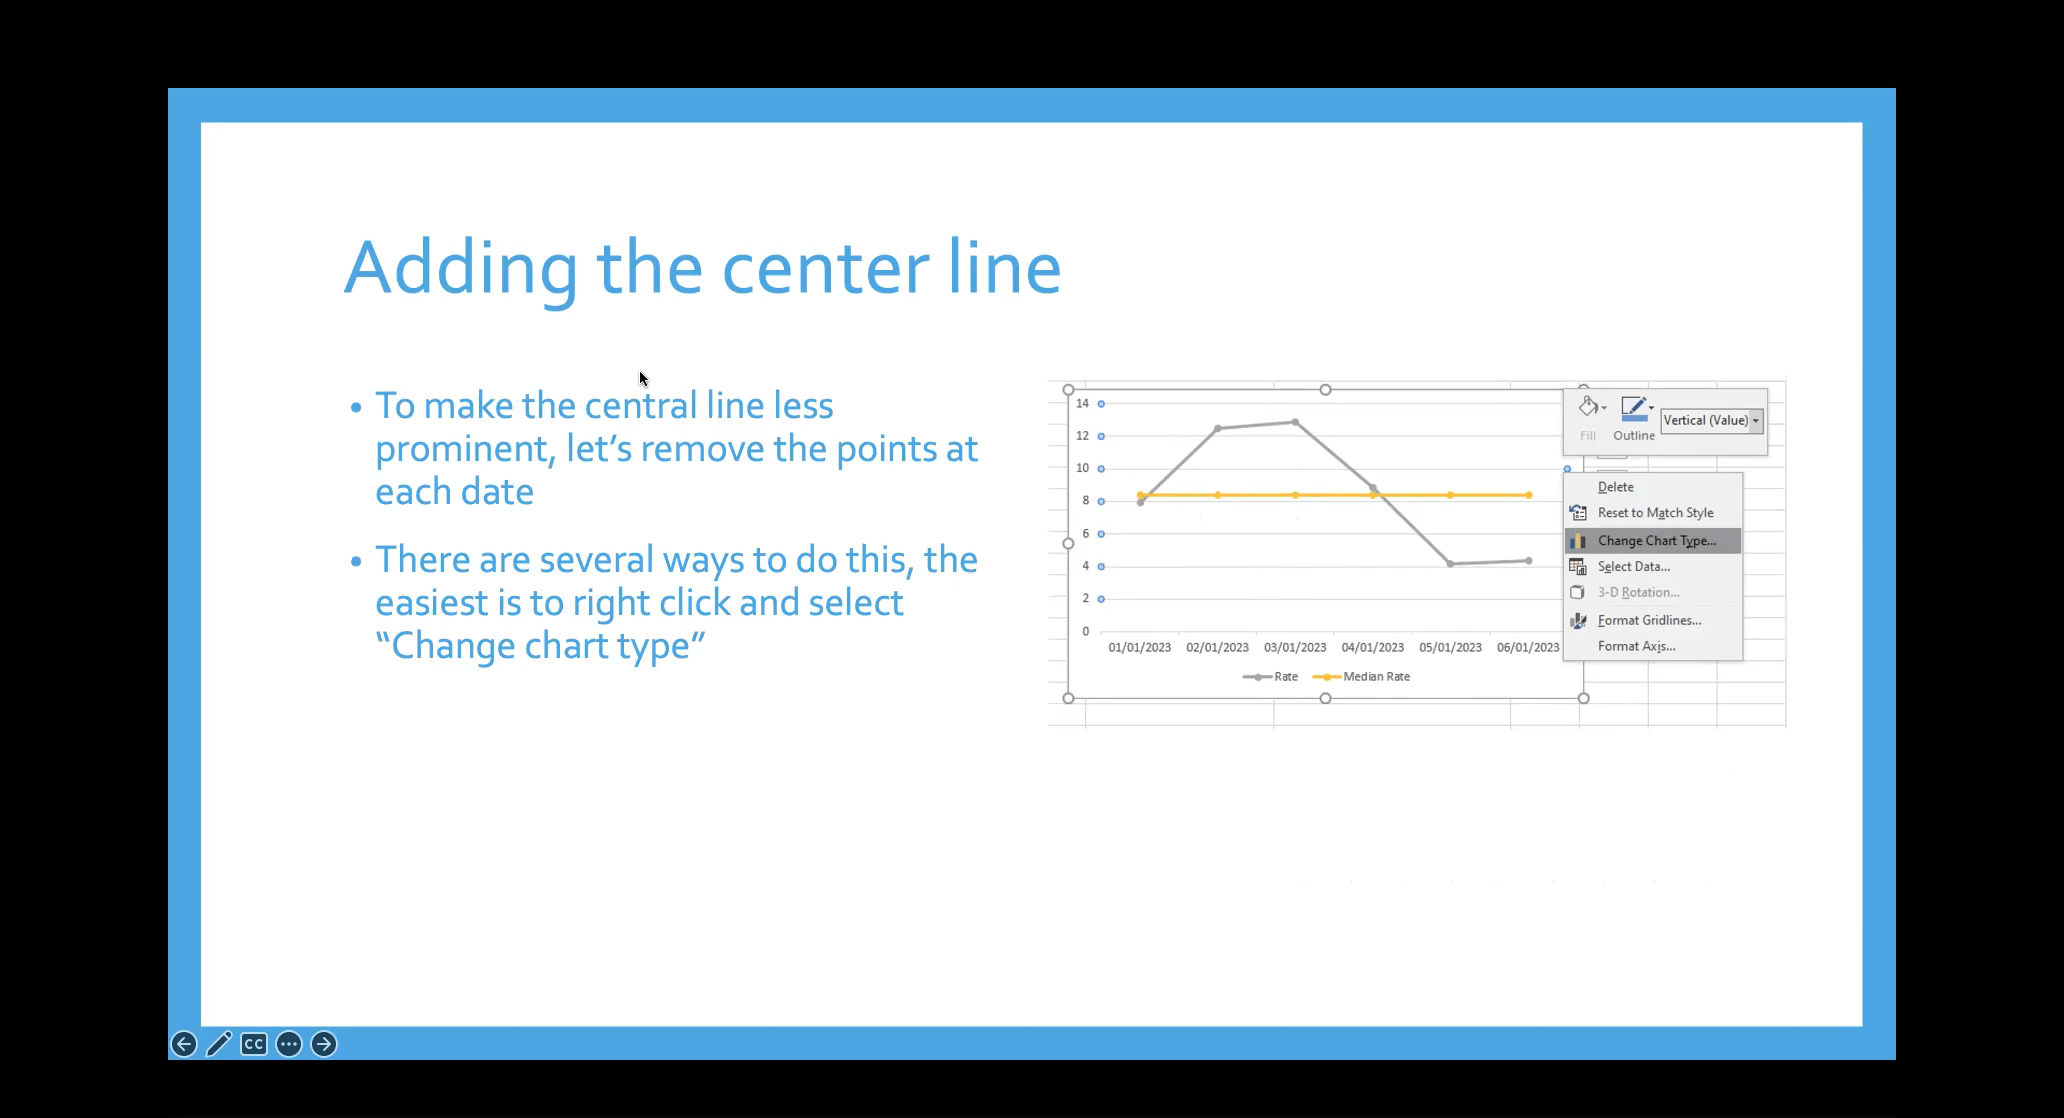 Adding the center line
• To make the central line less
prominent, let’s remove the points at
each date
• There are several ways to do this, the
easiest is to right click and select
“Change chart type”
14
12
10
8
6
4
2
0
01/01/2023 02/01/2023 03/01/2023 04/01/2023 05/01/2023 06/01/2023
Rate Median Rate
Fill Outline Vertical (Value)
Delete
Reset to Match Style
Change Chart Type...
Select Data...
3-D Rotation...
Format Gridlines...
Format Axis...
CC